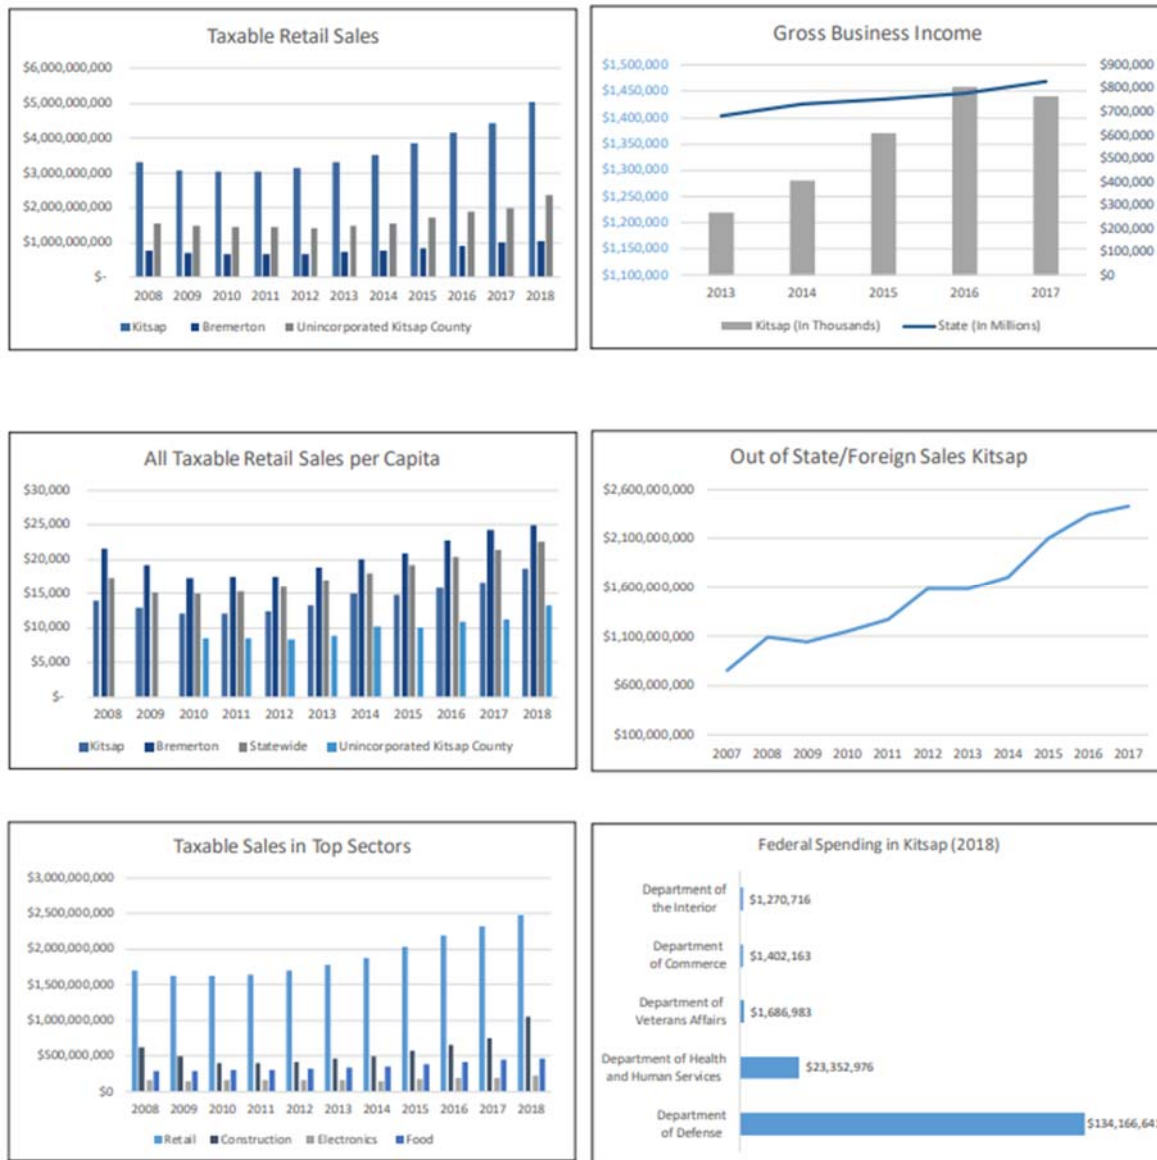 Taxable Retail Sales
$6,000,000,000
$5,000,000,000
$4,000,000,000
$3,000,000,000
$2,000,000,000
$1,000,000,000
$-
2008 2009 2010 2011 2012 2013 2014 2015 2016 2017 2018
Kitsap Bremerton Unincorporated Kitsap County
Gross Business Income
$1,500,000 $900,000
$1,450,000 $800,000
$1,400,000 $700,000
$1,350,000 $600,000
$1,300,000 $500,000
$1,250,000 $400,000
$1,200,000 $300,000
$1,150,000 $200,000
$1,100,000 $100,000
$0
2013 2014 2015 2016 2017
Kitsap (In Thousands) State (In Millions)
All Taxable Retail Sales per Capita
$30,000
$25,000
$20,000
$15,000
$10,000
$5,000
$-
2008 2009 2010 2011 2012 2013 2014 2015 2016 2017 2018
Kitsap Bremerton Statewide Unincorporated Kitsap County
Out of State/Foreign Sales Kitsap
$2,600,000,000
$2,100,000,000
$1,600,000,000
$1,100,000,000
$600,000,000
$100,000,000
2007 2008 2009 2010 2011 2012 2013 2014 2015 2016 2017
Taxable Sales in Top Sectors
$3,000,000,000
$2,500,000,000
$2,000,000,000
$1,500,000,000
$1,000,000,000
$500,000,000
$0
2008 2009 2010 2011 2012 2013 2014 2015 2016 2017 2018
Retail Construction Electronics Food
Federal Spending in Kitsap (2018)
Department of
the Interior
$1,270,716
Department
of Commerce
$1,402,163
Department of
Veterans Affairs
$1,686,983
Department of Health
and Human Services
$23,352,976
Department
of Defense